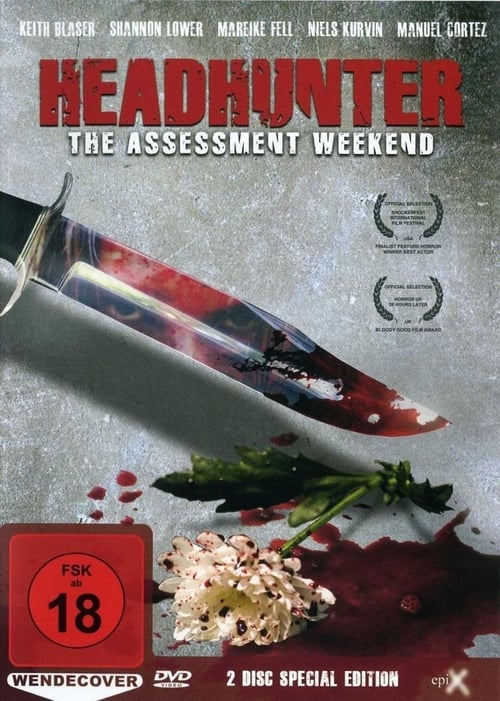 KEITH BLASER SHANNON LOWER MAREIKE FELL NIELS KURVIN MANUEL CORTEZ
HEADHUNTER
THE ASSESSMENT WEEKEND
OFFICIAL SELECTION
SHOCKERFEST
INTERNATIONAL
FILM FESTIVAL
USA
FINALIST FEATURE HORROR
WINNER BEST ACTOR
OFFICIAL SELECTION
HORROR UK
28 HOURS LATER
UK
BLOODY GOOD FILM AWARD
FSK
ab
18
WENDECOVER
DVD
VIDEO
2 DISC SPECIAL EDITION
epiX